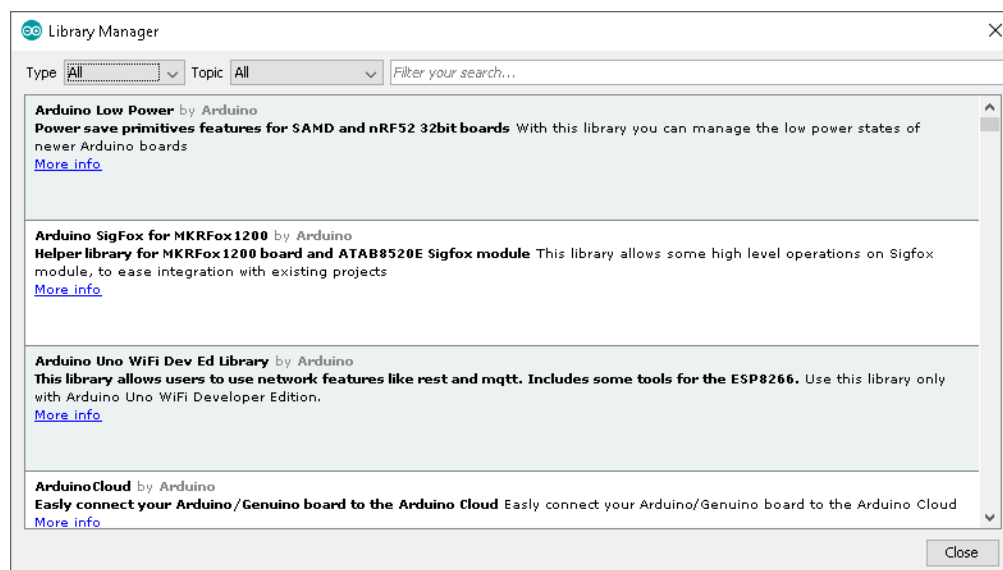 Library Manager
Type All Topic All Filter your search...
Arduino Low Power by Arduino
Power save primitives features for SAMD and nRF52 32bit boards With this library you can manage the low power states of
newer Arduino boards
More info
Arduino SigFox for MKRFox1200 by Arduino
Helper library for MKRFox1200 board and ATAB8520E Sigfox module This library allows some high level operations on Sigfox
module, to ease integration with existing projects
More info
Arduino Uno WiFi Dev Ed Library by Arduino
This library allows users to use network features like rest and mqtt. Includes some tools for the ESP8266. Use this library only
with Arduino Uno WiFi Developer Edition.
More info
ArduinoCloud by Arduino
Easly connect your Arduino/Genuino board to the Arduino Cloud Easly connect your Arduino/Genuino board to the Arduino Cloud
More info
Close